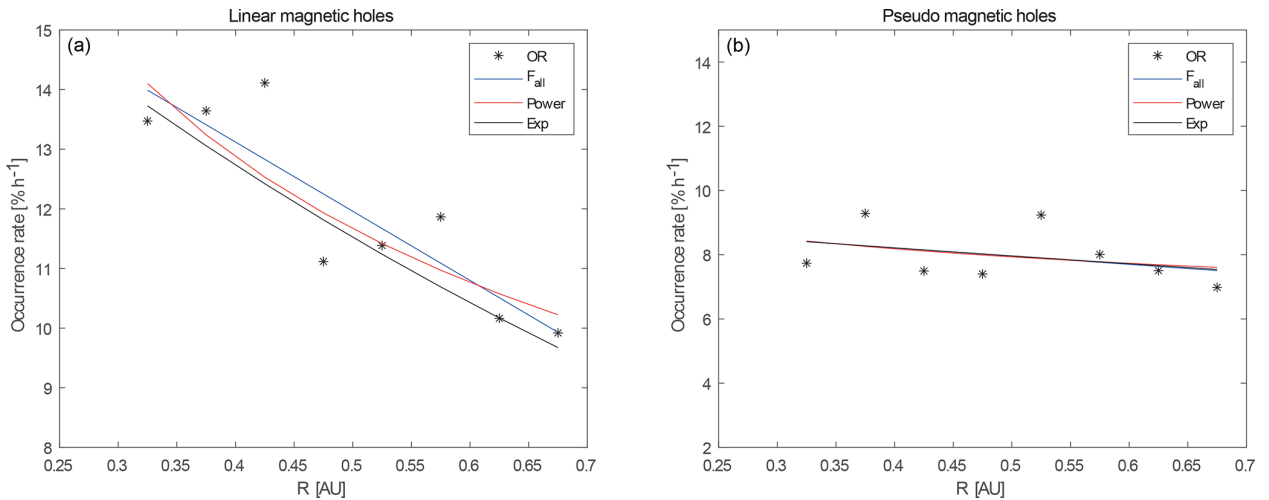 Linear magnetic holes
(a)
OR
F_all
Power
Exp
15
14
13
12
11
10
9
8
Occurrence rate [% h⁻¹]
0.25 0.3 0.35 0.4 0.45 0.5 0.55 0.6 0.65 0.7
R [AU]
Pseudo magnetic holes
(b)
OR
F_all
Power
Exp
14
12
10
8
6
4
2
Occurrence rate [% h⁻¹]
0.25 0.3 0.35 0.4 0.45 0.5 0.55 0.6 0.65 0.7
R [AU]